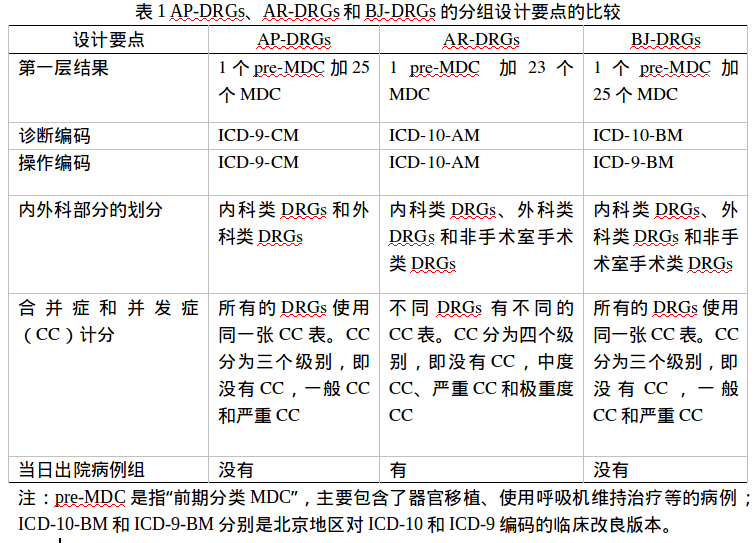 表 1 AP-DRGs、AR-DRGs 和 BJ-DRGs 的分组设计要点的比较
设计要点 AP-DRGs AR-DRGs BJ-DRGs
第一层结果 1 个 pre-MDC 加 25 1 pre-MDC 加 23 个 1 个 pre-MDC 加
个 MDC MDC 25 个 MDC
诊断编码 ICD-9-CM ICD-10-AM ICD-10-BM
操作编码 ICD-9-CM ICD-10-AM ICD-9-BM
内外科部分的划分 内科类 DRGs 和外 内科类 DRGs、外科类 内科类 DRGs、外
科类 DRGs DRGs 和非手术室手术 科类 DRGs 和非手
类 DRGs 术室手术类 DRGs
合并症和并发症 所有的 DRGs 使用 不同 DRGs 有不同的 所有的 DRGs 使用
（CC）计分 同一张 CC 表。CC CC 表。CC 分为四个级 同一张 CC 表。CC
分为三个级别，即 别，即没有 CC，中度 分为三个级别，即
没有 CC，一般 CC CC、严重 CC 和极重度 没有 CC，一般
和严重 CC CC CC 和严重 CC
当日出院病例组 没有 有 没有
注：pre-MDC 是指“前期分类 MDC”，主要包含了器官移植、使用呼吸机维持治疗等的病例；
ICD-10-BM 和 ICD-9-BM 分别是北京地区对 ICD-10 和 ICD-9 编码的临床改良版本。